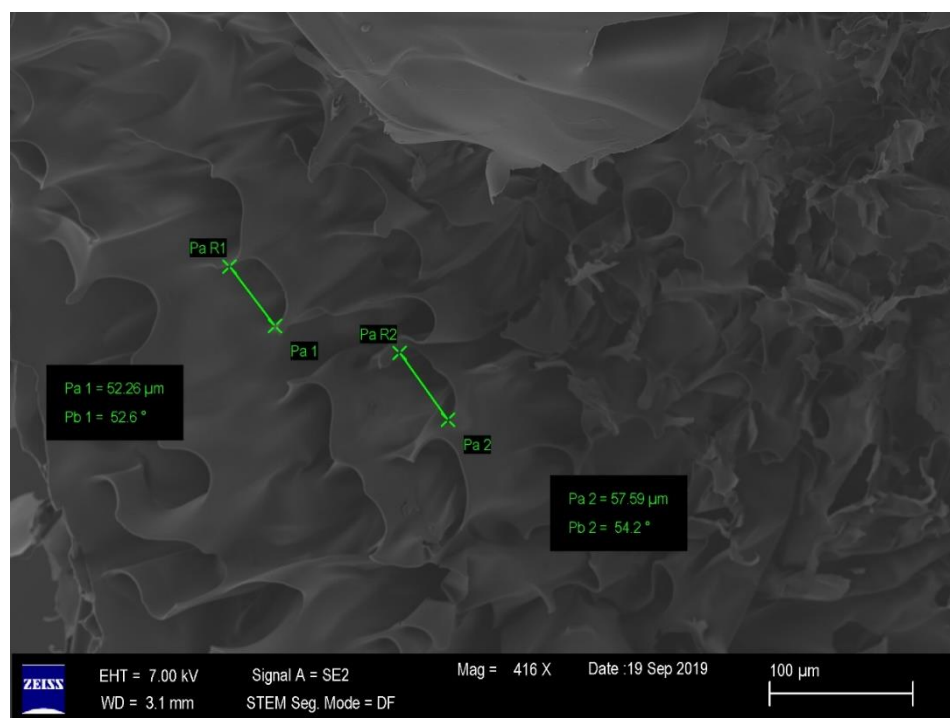 Pa R1
Pa 1
Pa R2
Pa 1 = 52.26 µm
Pb 1 = 52.6 °
Pa 2
Pa 2 = 57.59 µm
Pb 2 = 54.2 °
ZEISS
EHT = 7.00 kV
Signal A = SE2
Mag = 416 X
Date :19 Sep 2019
100 µm
WD = 3.1 mm
STEM Seg. Mode = DF